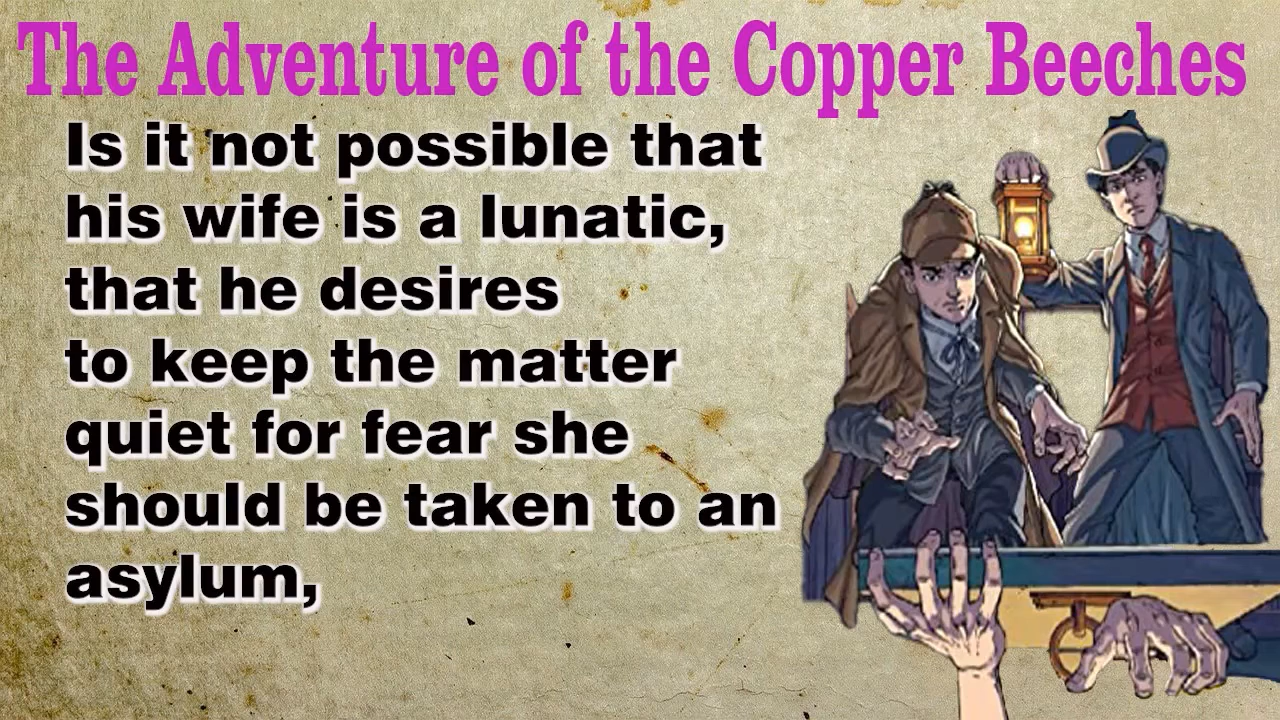 The Adventure of the Copper Beeches
Is it not possible that
his wife is a lunatic,
that he desires
to keep the matter
quiet for fear she
should be taken to an
asylum,